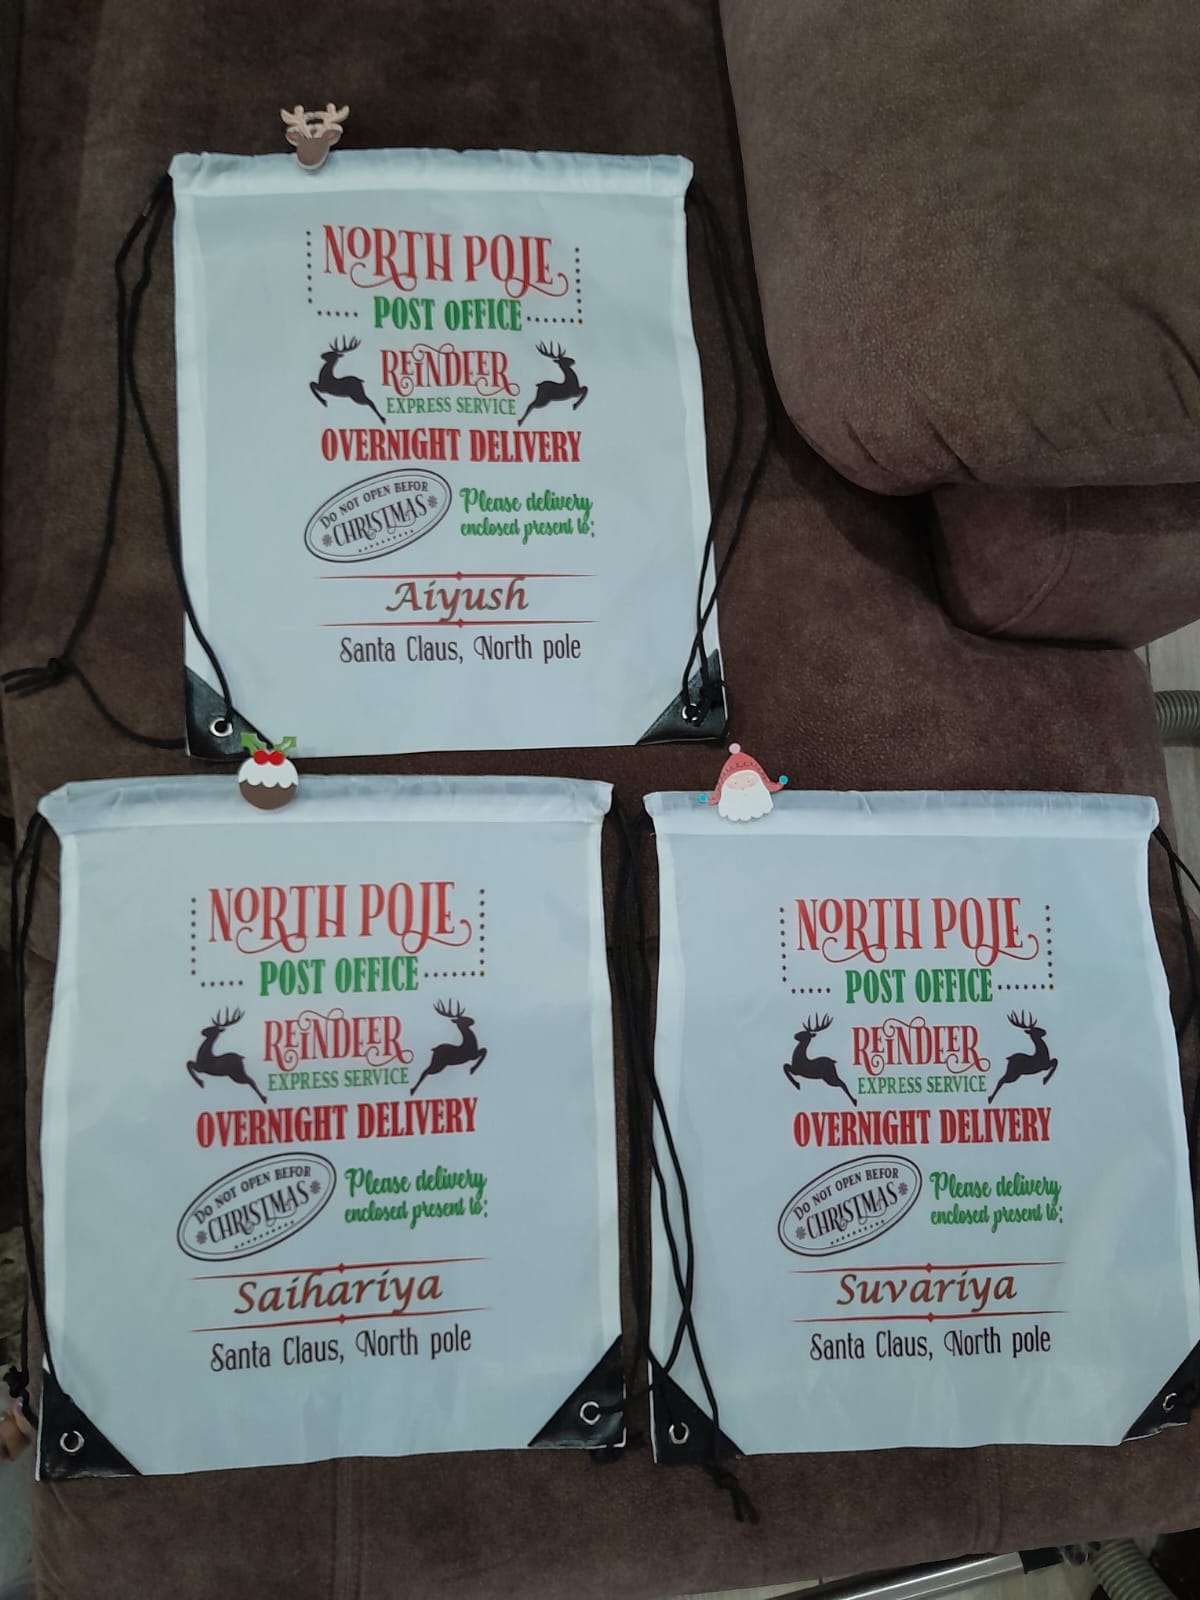 NORTH POLE
POST OFFICE
REINDEER
EXPRESS SERVICE
OVERNIGHT DELIVERY
DO NOT OPEN BEFOR
CHRISTMAS
Please delivery
enclosed present to:
Aiyush
Santa Claus, North pole
NORTH POLE
POST OFFICE
REINDEER
EXPRESS SERVICE
OVERNIGHT DELIVERY
DO NOT OPEN BEFOR
CHRISTMAS
Please delivery
enclosed present to:
Saihariya
Santa Claus, North pole
NORTH POLE
POST OFFICE
REINDEER
EXPRESS SERVICE
OVERNIGHT DELIVERY
DO NOT OPEN BEFOR
CHRISTMAS
Please delivery
enclosed present to:
Suvariya
Santa Claus, North pole